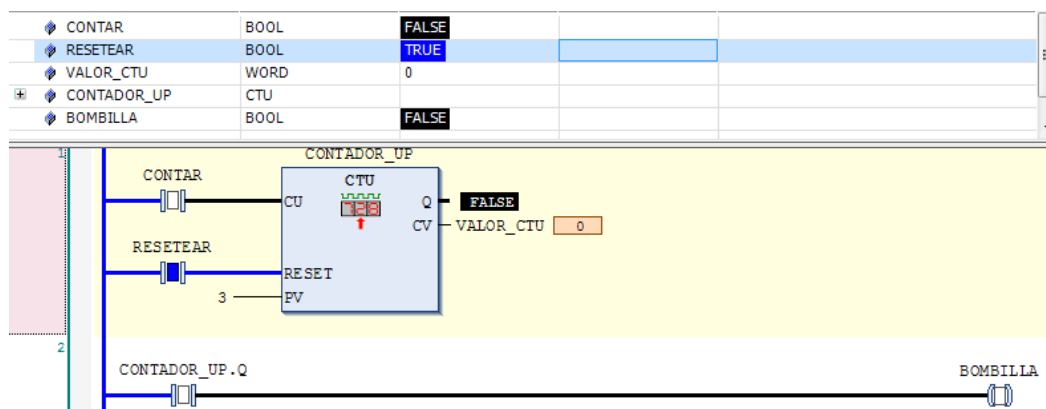 CONTAR BOOL FALSE
RESETEAR BOOL TRUE
VALOR_CTU WORD 0
CONTADOR_UP CTU
BOMBILLA BOOL FALSE
1
CONTADOR_UP
CONTAR CTU
CU 728 Q FALSE
CV VALOR_CTU 0
RESETEAR
RESET
3 PV
2
CONTADOR_UP.Q BOMBILLA